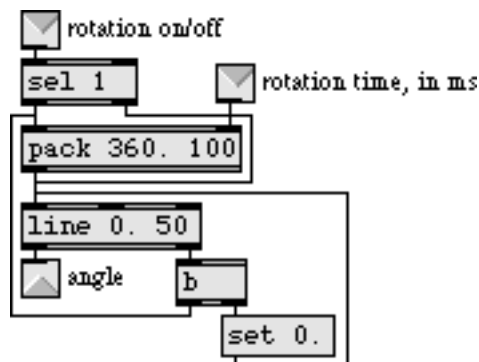 rotation on/off
sel 1
rotation time, in ms
pack 360. 100
line 0. 50
angle
b
set 0.